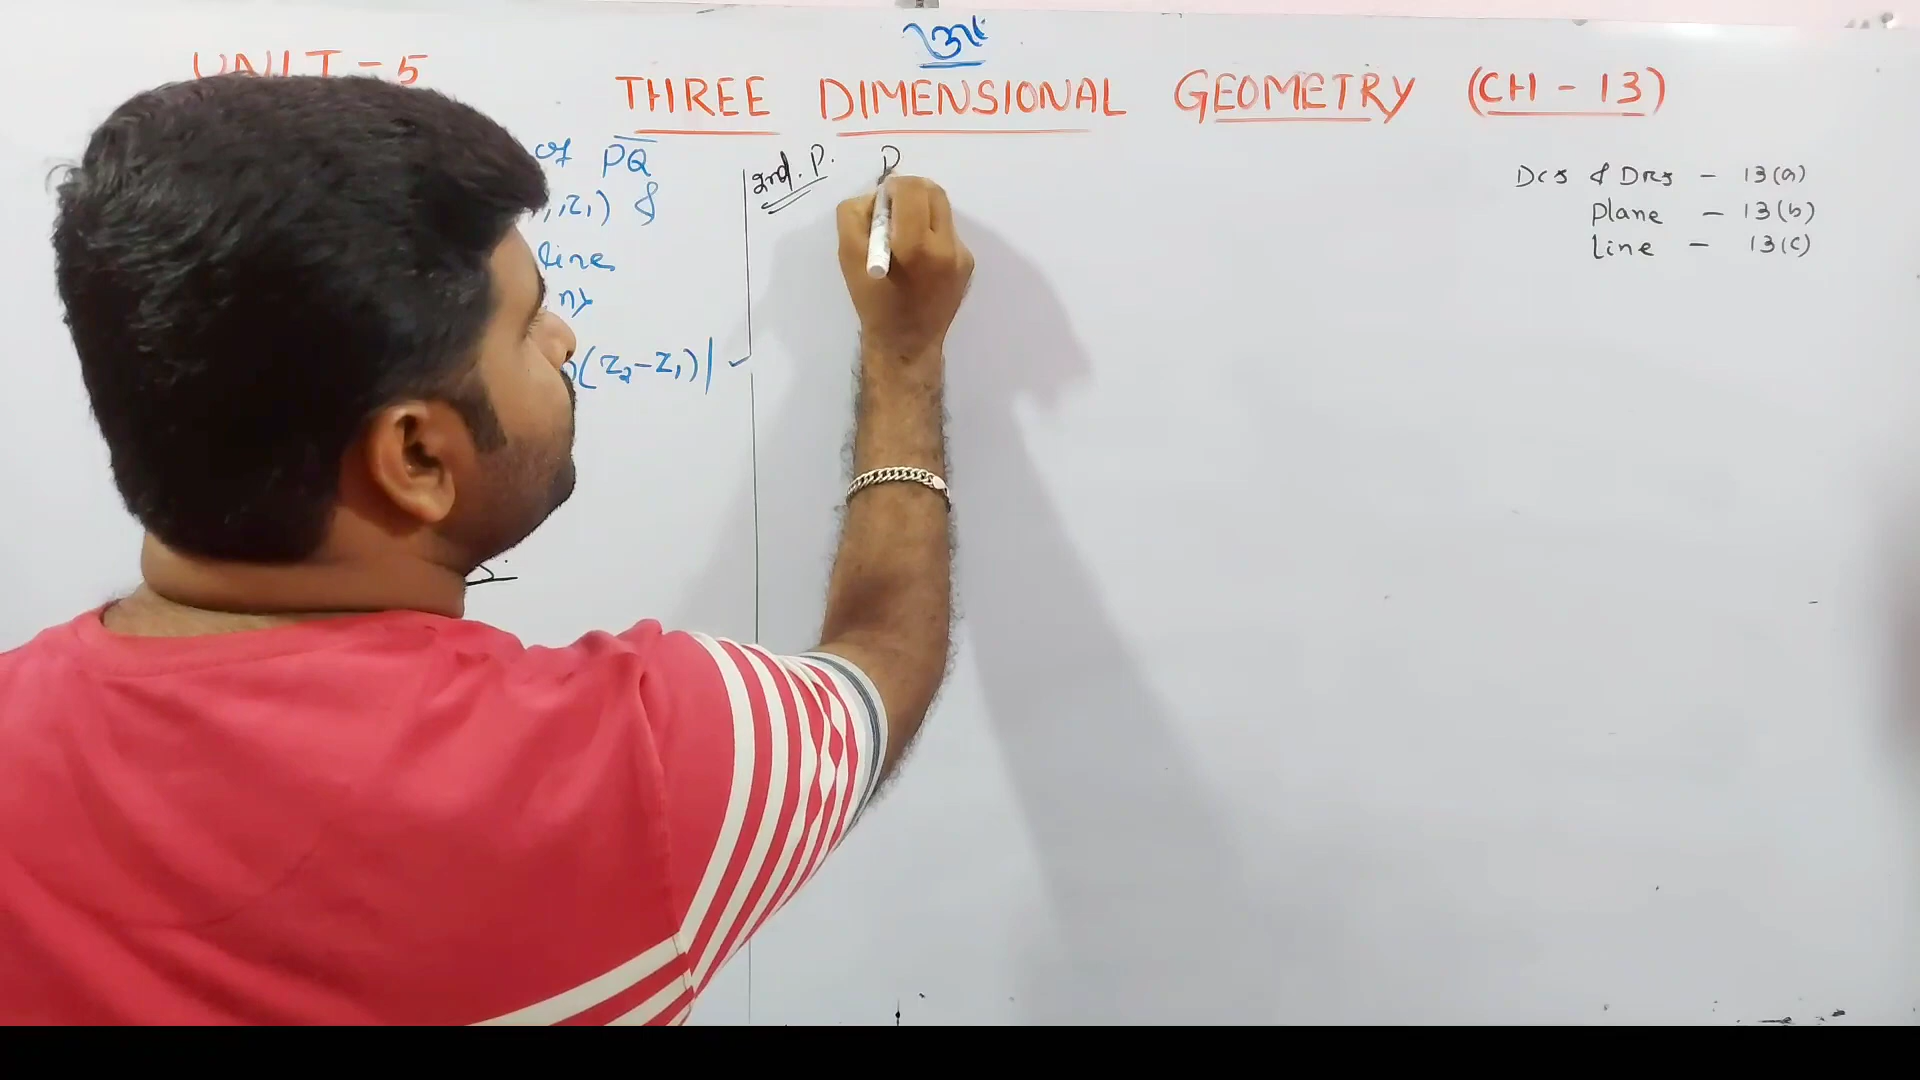 UNIT - 5
THREE DIMENSIONAL GEOMETRY (CH - 13)
of PQ
, z₁) &
line
n>
(z₂-z₁)|
2nd. P. P
Dcs & DRs - 13(a)
Plane - 13(b)
Line - 13(c)